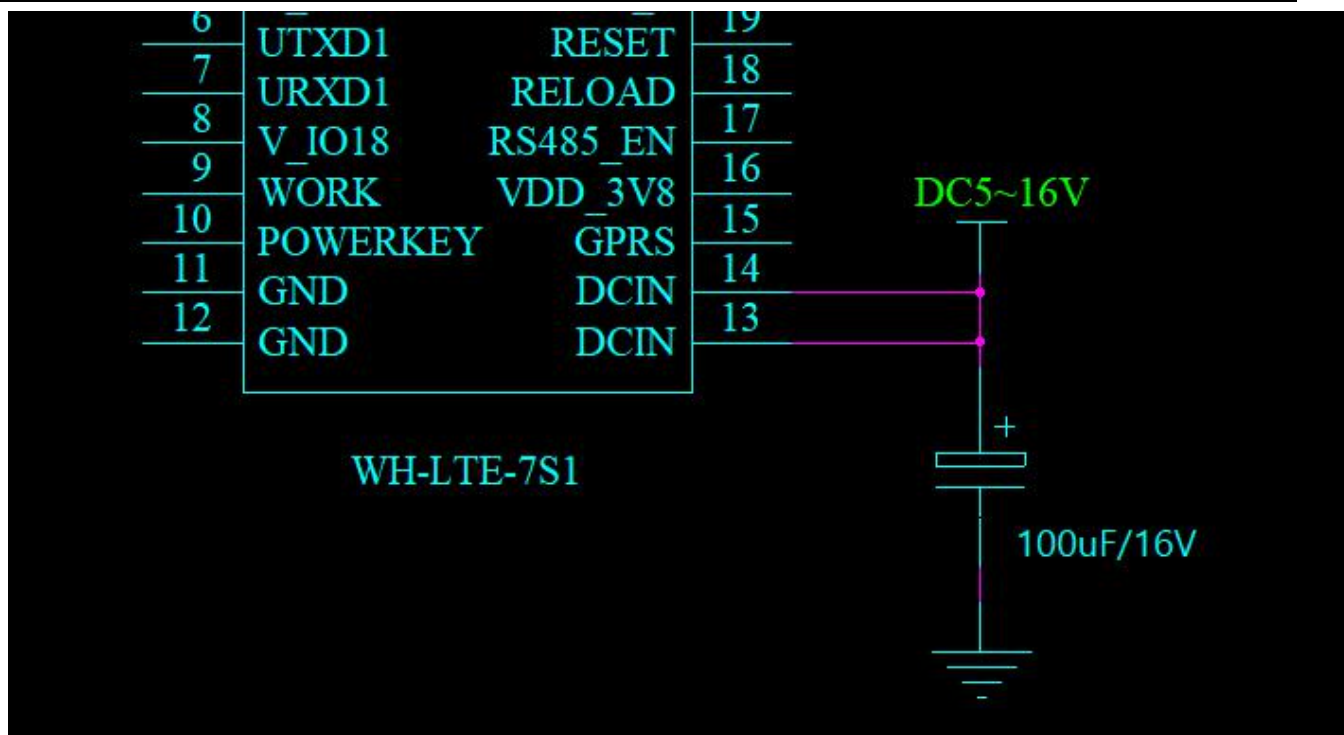 6
19
UTXD1
RESET
7
18
URXD1
RELOAD
8
17
V_IO18
RS485_EN
9
16
WORK
VDD_3V8
DC5~16V
10
15
POWERKEY
GPRS
11
14
GND
DCIN
12
13
GND
DCIN
+
WH-LTE-7S1
100uF/16V